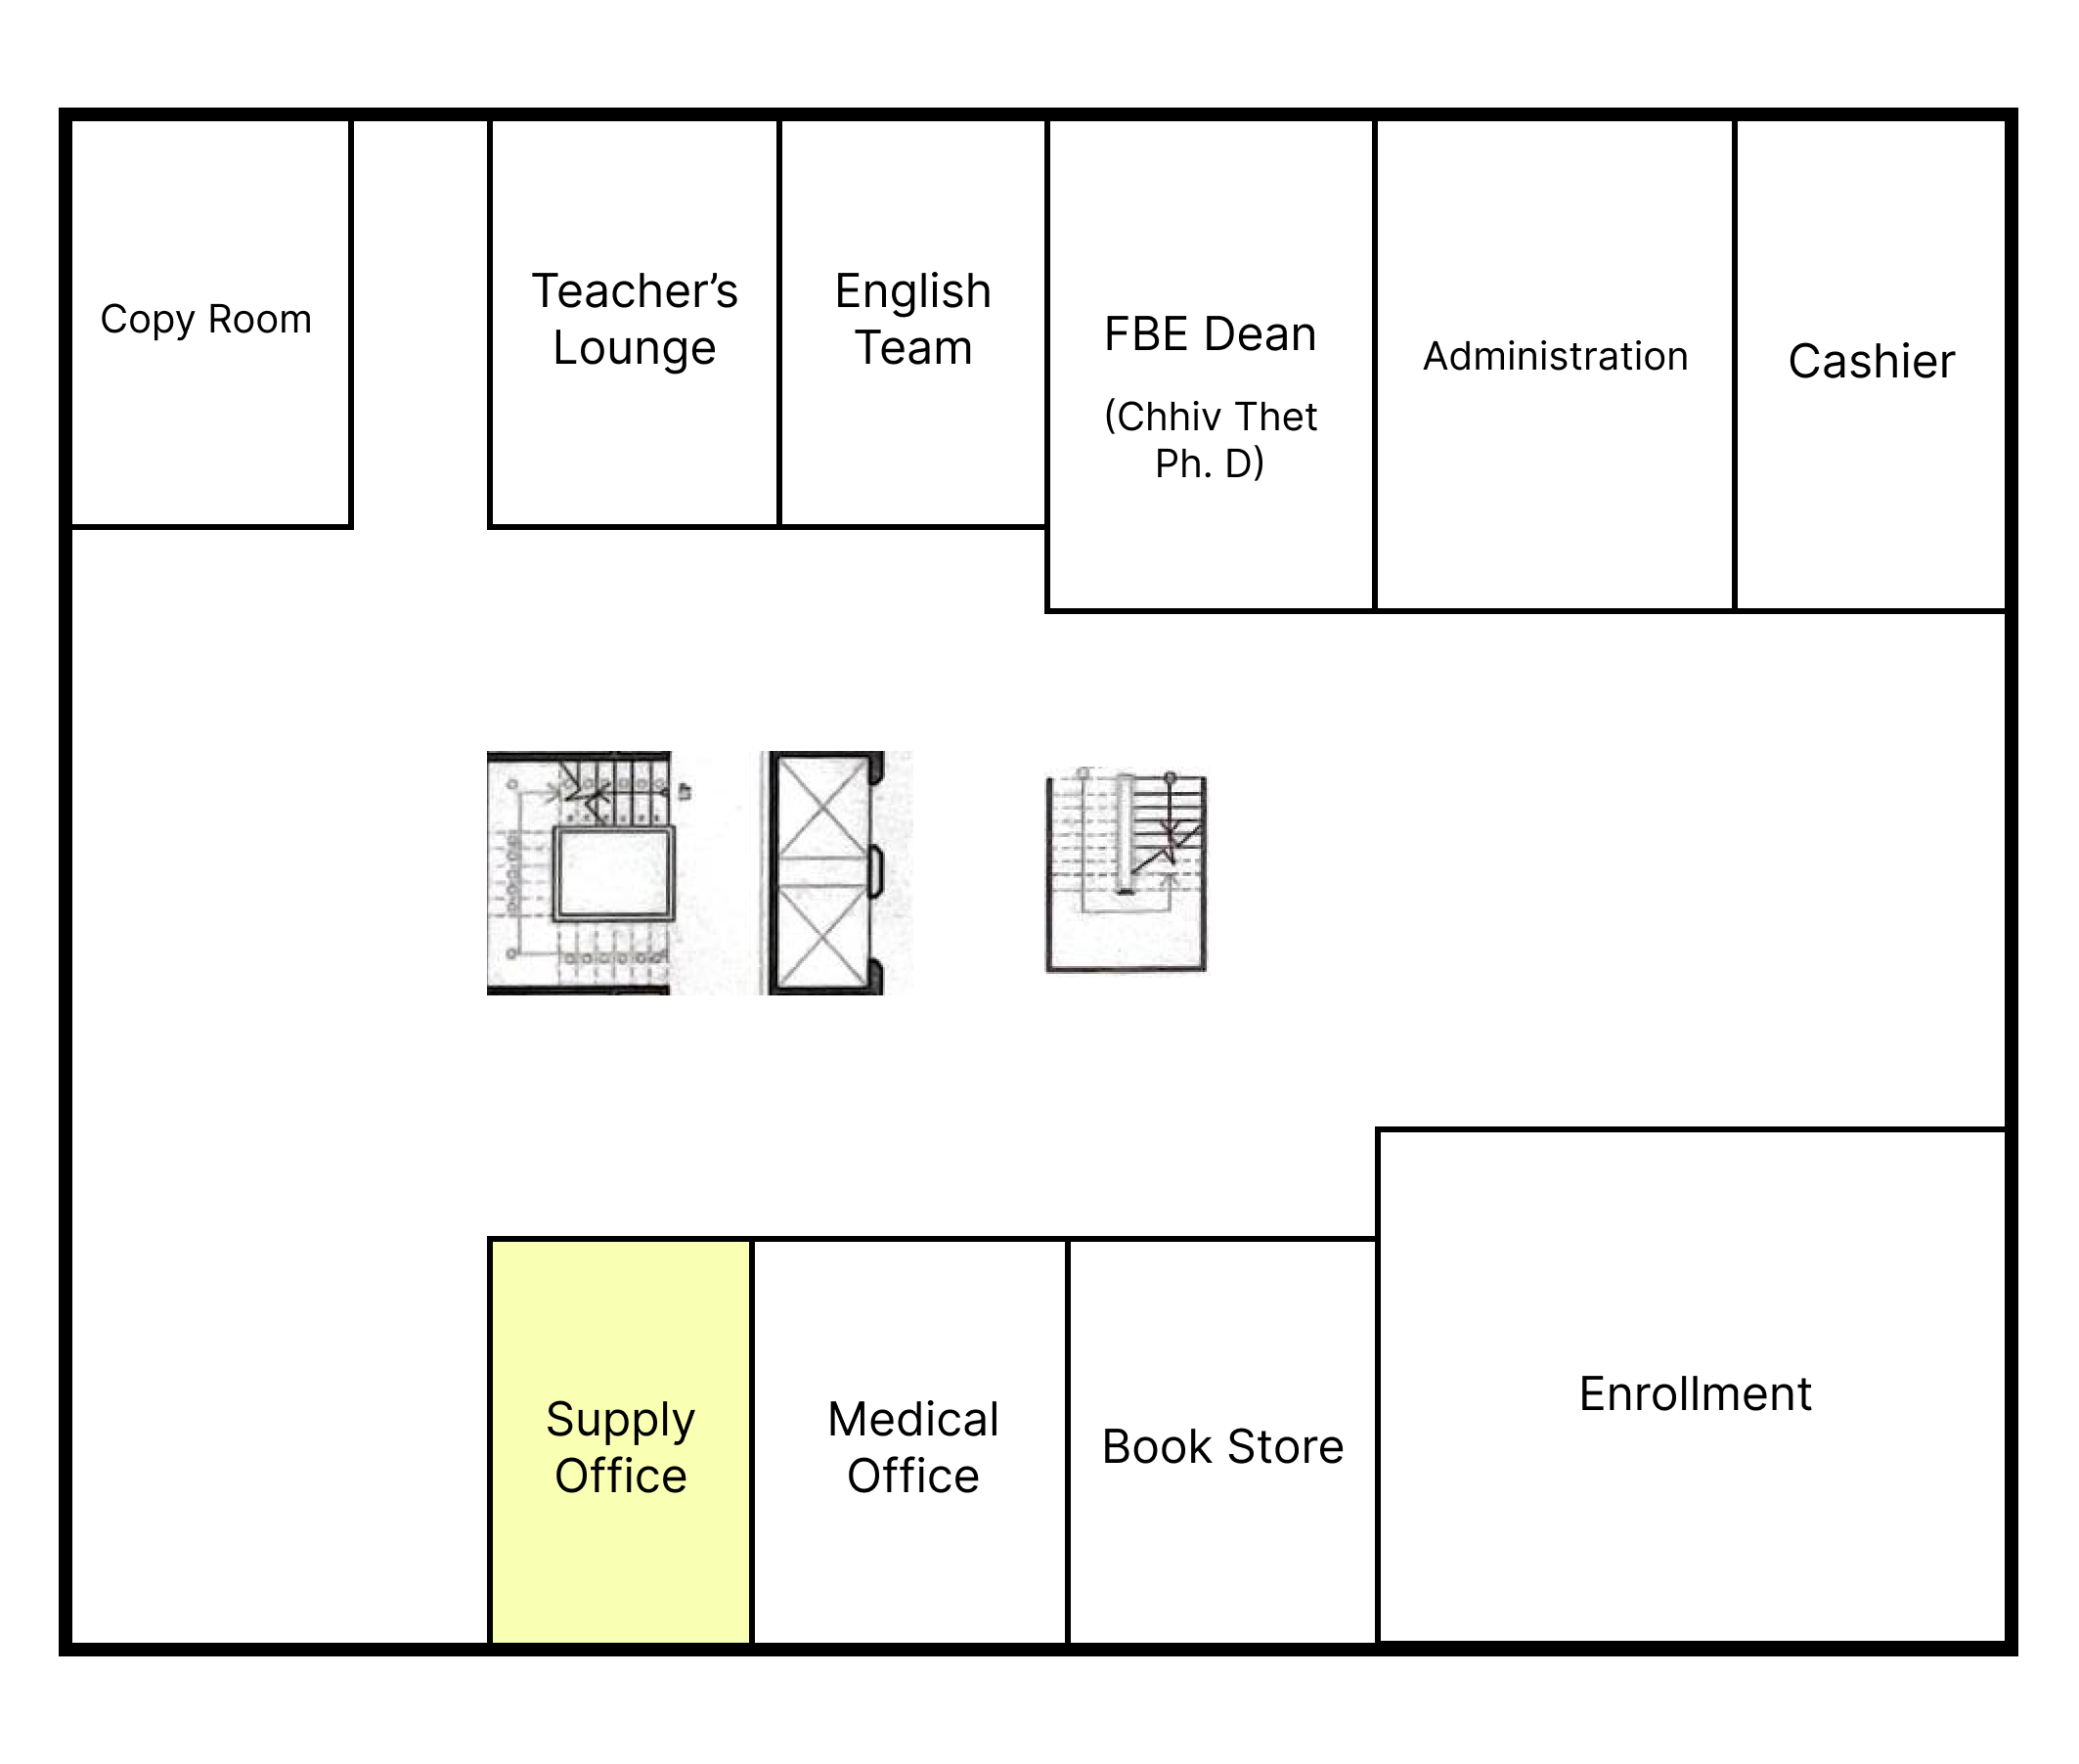 Copy Room
Teacher’s
Lounge
English
Team
FBE Dean
(Chhiv Thet
Ph. D)
Administration
Cashier
Supply
Office
Medical
Office
Book Store
Enrollment